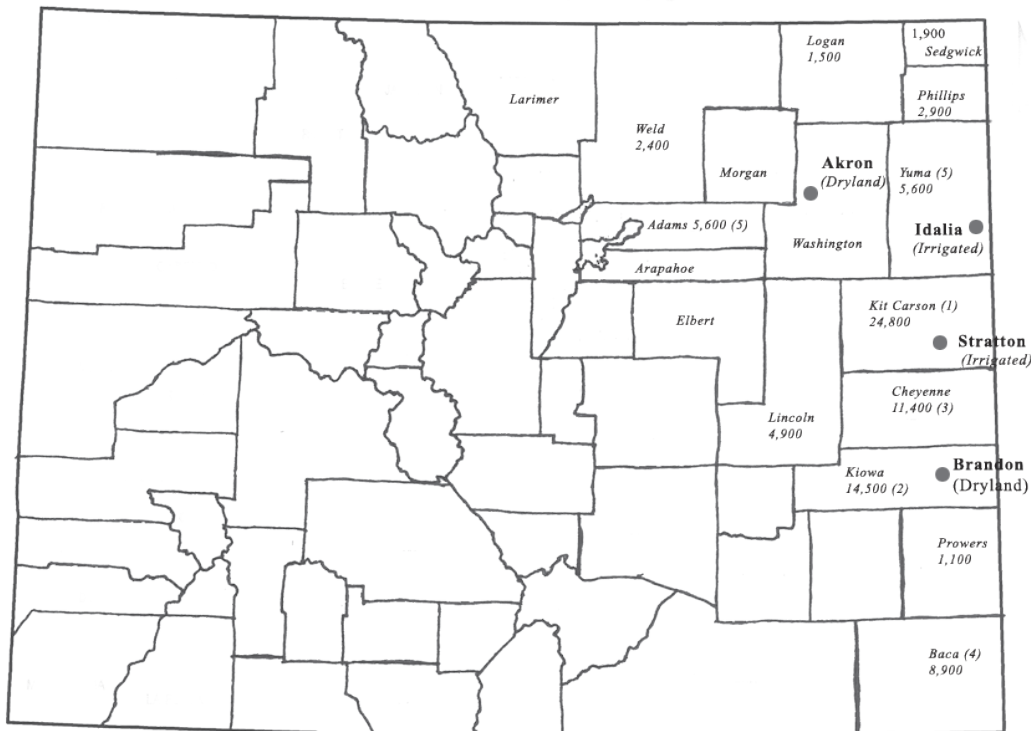 Logan
1,500
1,900
Sedgwick
Larimer
Phillips
2,900
Weld
2,400
Morgan
Akron
(Dryland)
Yuma (5)
5,600
Adams 5,600 (5)
Washington
Idalia
(Irrigated)
Arapahoe
Elbert
Kit Carson (1)
24,800
Stratton
(Irrigated)
Cheyenne
11,400 (3)
Lincoln
4,900
Kiowa
14,500 (2)
Brandon
(Dryland)
Prowers
1,100
Baca (4)
8,900